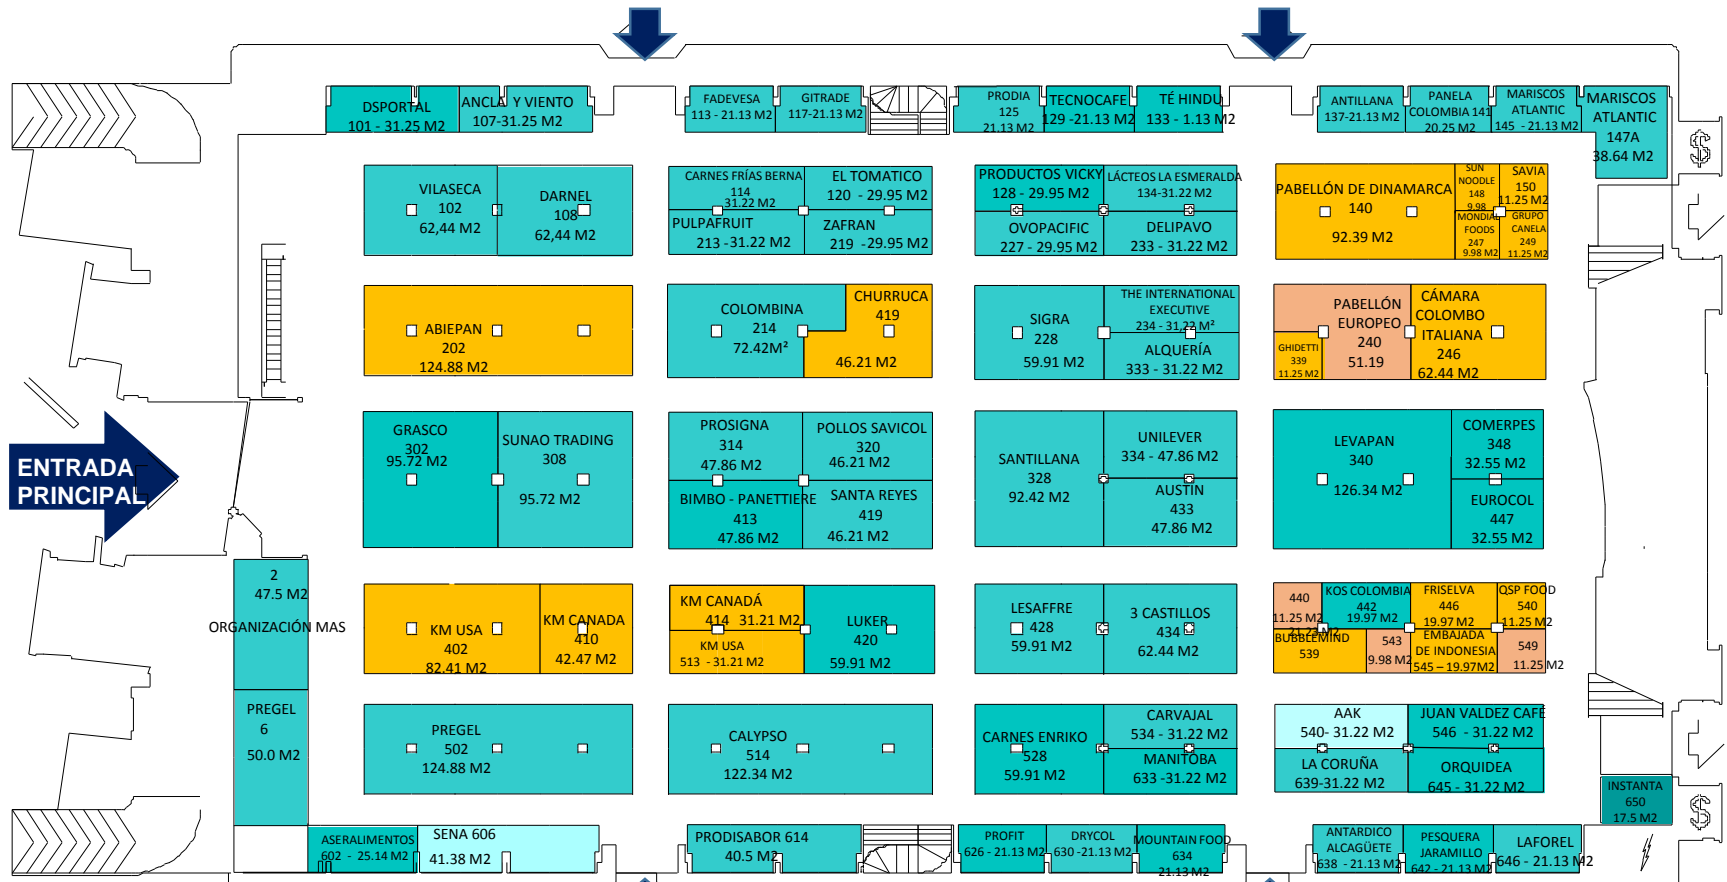 DSPORTAL
101 - 31.25 M2
ANCLA Y VIENTO
107-31.25 M2
FADEVESA
113 - 21.13 M2
GITRADE
117-21.13 M2
PRODIA
125
21.13 M2
TECNOCAFE
129 -21.13 M2
TÉ HINDU
133 - 1.13 M2
ANTILLANA
137-21.13 M2
PANELA
COLOMBIA 141
20.25 M2
MARISCOS
ATLANTIC
145 - 21.13 M2
MARISCOS
ATLANTIC
147A
38.64 M2
VILASECA
102
62,44 M2
DARNEL
108
62,44 M2
CARNES FRÍAS BERNA
114
31.22 M2
EL TOMATICO
120 - 29.95 M2
PULPAFRUIT
213 -31.22 M2
ZAFRAN
219 -29.95 M2
PRODUCTOS VICKY
128 - 29.95 M2
LÁCTEOS LA ESMERALDA
134-31.22 M2
OVOPACIFIC
227 - 29.95 M2
DELIPAVO
233 - 31.22 M2
PABELLÓN DE DINAMARCA
140
92.39 M2
SUN
NOODLE
148
9.98
SAVIA
150
11.25 M2
MONDIAL
FOODS
247
9.98 M2
GRUPO
CANELA
249
11.25 M2
ABIEPAN
202
124.88 M2
COLOMBINA
214
72.42M²
CHURRUCA
419
46.21 M2
SIGRA
228
59.91 M2
THE INTERNATIONAL
EXECUTIVE
234 - 31,22 M²
ALQUERÍA
333 - 31.22 M2
GHIDETTI
339
11.25 M2
PABELLÓN
EUROPEO
240
51.19
CÁMARA
COLOMBO
ITALIANA
246
62.44 M2
ENTRADA
PRINCIPAL
GRASCO
302
95.72 M2
SUNAO TRADING
308
95.72 M2
PROSIGNA
314
47.86 M2
POLLOS SAVICOL
320
46.21 M2
BIMBO - PANETTIERE
413
47.86 M2
SANTA REYES
419
46.21 M2
SANTILLANA
328
92.42 M2
UNILEVER
334 - 47.86 M2
AUSTIN
433
47.86 M2
LEVAPAN
340
126.34 M2
COMERPES
348
32.55 M2
EUROCOL
447
32.55 M2
2
47.5 M2
ORGANIZACIÓN MAS
KM USA
402
82.41 M2
KM CANADA
410
42.47 M2
KM CANADÁ
414 31.21 M2
KM USA
513 - 31.21 M2
LUKER
420
59.91 M2
LESAFFRE
428
59.91 M2
3 CASTILLOS
434
62.44 M2
440
11.25 M2
21.23 M2
BUBBLEMIND
539
KOS COLOMBIA
442
19.97 M2
543
9.98 M2
FRISELVA
446
19.97 M2
EMBAJADA
DE INDONESIA
545 – 19.97M2
QSP FOOD
540
11.25 M2
549
11.25 M2
PREGEL
6
50.0 M2
PREGEL
502
124.88 M2
CALYPSO
514
122.34 M2
CARNES ENRIKO
528
59.91 M2
CARVAJAL
534 - 31.22 M2
MANITOBA
633 -31.22 M2
AAK
540- 31.22 M2
JUAN VALDEZ CAFÉ
546 - 31.22 M2
LA CORUÑA
639-31.22 M2
ORQUIDEA
645 - 31.22 M2
INSTANTA
650
17.5 M2
ASERALIMENTOS
602 - 25.14 M2
SENA 606
41.38 M2
PRODISABOR 614
40.5 M2
PROFIT
626 - 21.13 M2
DRYCOL
630 -21.13 M2
MOUNTAIN FOOD
634
21.13 M2
ANTARDICO
ALCAGÜETE
638 - 21.13 M2
PESQUERA
JARAMILLO
642 - 21.13 M2
LAFOREL
646 - 21.13 M2